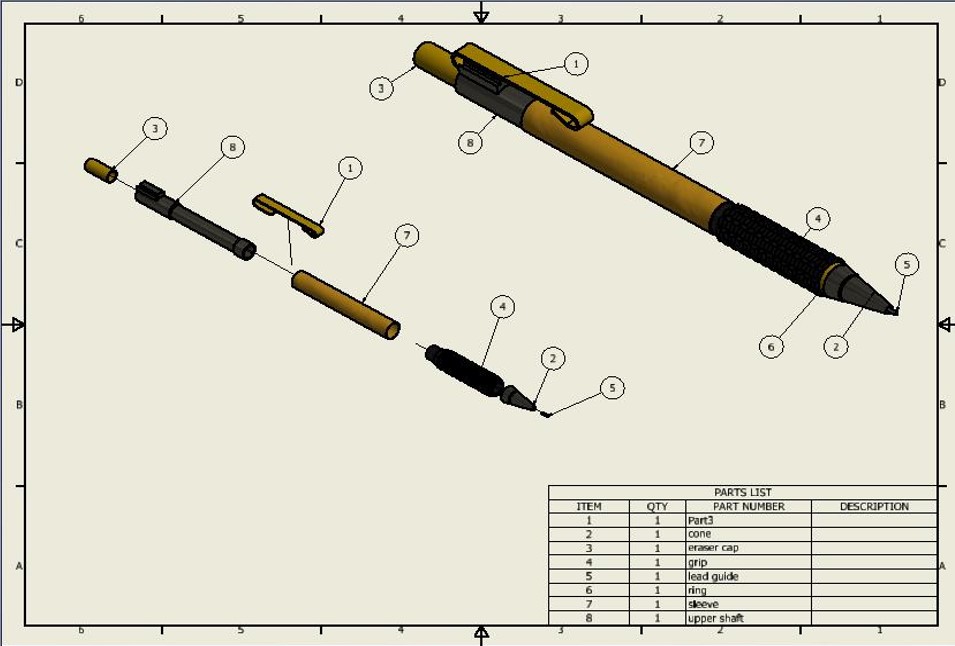 6 5 4 3 2 1
D D
1
3
8
7
3
8
1
4
C C
7
5
4
6 2
2
5
B B
PARTS LIST
ITEM QTY PART NUMBER DESCRIPTION
1 1 Part3
2 1 cone
3 1 eraser cap
4 1 grip
5 1 lead guide
6 1 ring
7 1 sleeve
8 1 upper shaft
A A
6 5 4 3 2 1